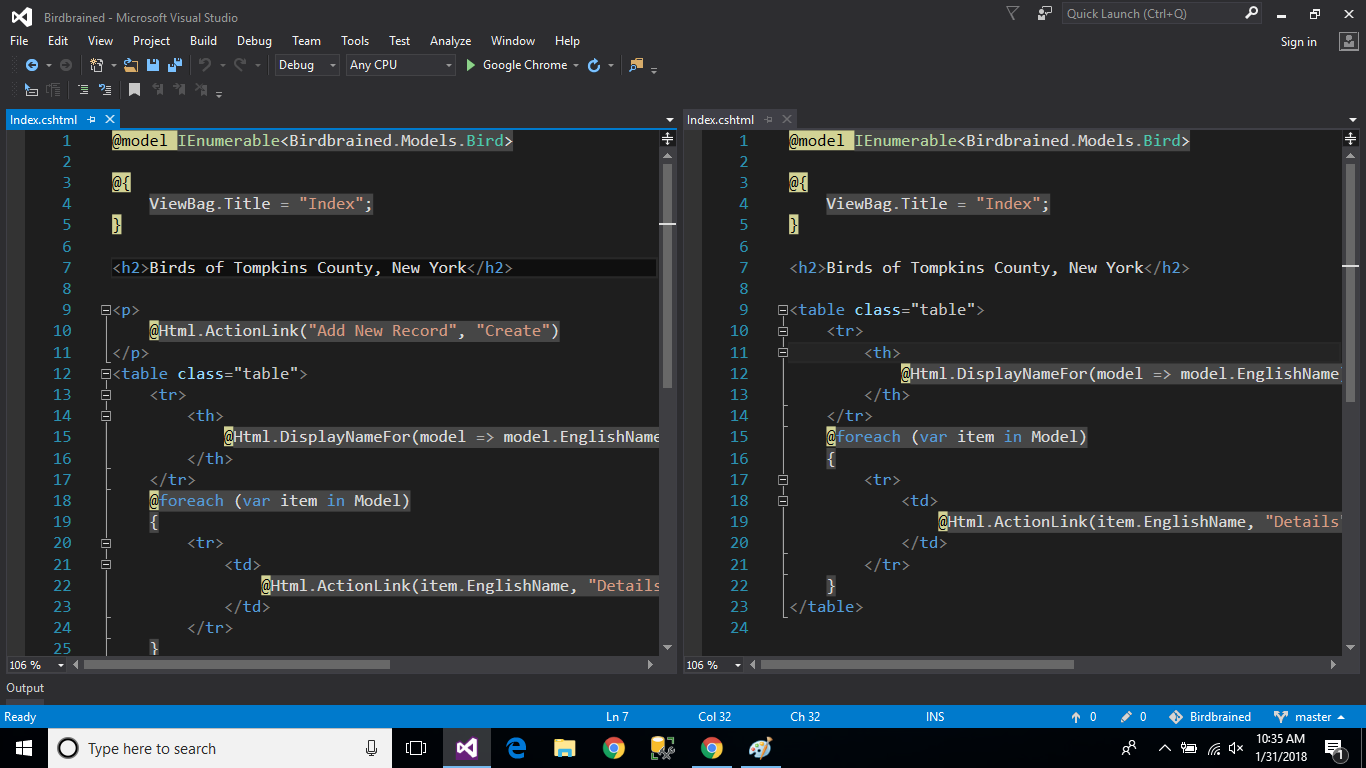 Birdbrained - Microsoft Visual Studio
Quick Launch (Ctrl+Q)
File Edit View Project Build Debug Team Tools Test Analyze Window Help
Sign in
Debug Any CPU Google Chrome
Index.cshtml
1 @model IEnumerable<Birdbrained.Models.Bird>
2
3 @{
4 ViewBag.Title = "Index";
5 }
6
7 <h2>Birds of Tompkins County, New York</h2>
8
9 <p>
10 @Html.ActionLink("Add New Record", "Create")
11 </p>
12 <table class="table">
13 <tr>
14 <th>
15 @Html.DisplayNameFor(model => model.EnglishName
16 </th>
17 </tr>
18 @foreach (var item in Model)
19 {
20 <tr>
21 <td>
22 @Html.ActionLink(item.EnglishName, "Details
23 </td>
24 </tr>
25 }
106 %
Index.cshtml
1 @model IEnumerable<Birdbrained.Models.Bird>
2
3 @{
4 ViewBag.Title = "Index";
5 }
6
7 <h2>Birds of Tompkins County, New York</h2>
8
9 <table class="table">
10 <tr>
11 <th>
12 @Html.DisplayNameFor(model => model.EnglishName
13 </th>
14 </tr>
15 @foreach (var item in Model)
16 {
17 <tr>
18 <td>
19 @Html.ActionLink(item.EnglishName, "Details
20 </td>
21 </tr>
22 }
23 </table>
24
106 %
Output
Ready Ln 7 Col 32 Ch 32 INS 0 0 Birdbrained master
Type here to search
10:35 AM
1/31/2018
1